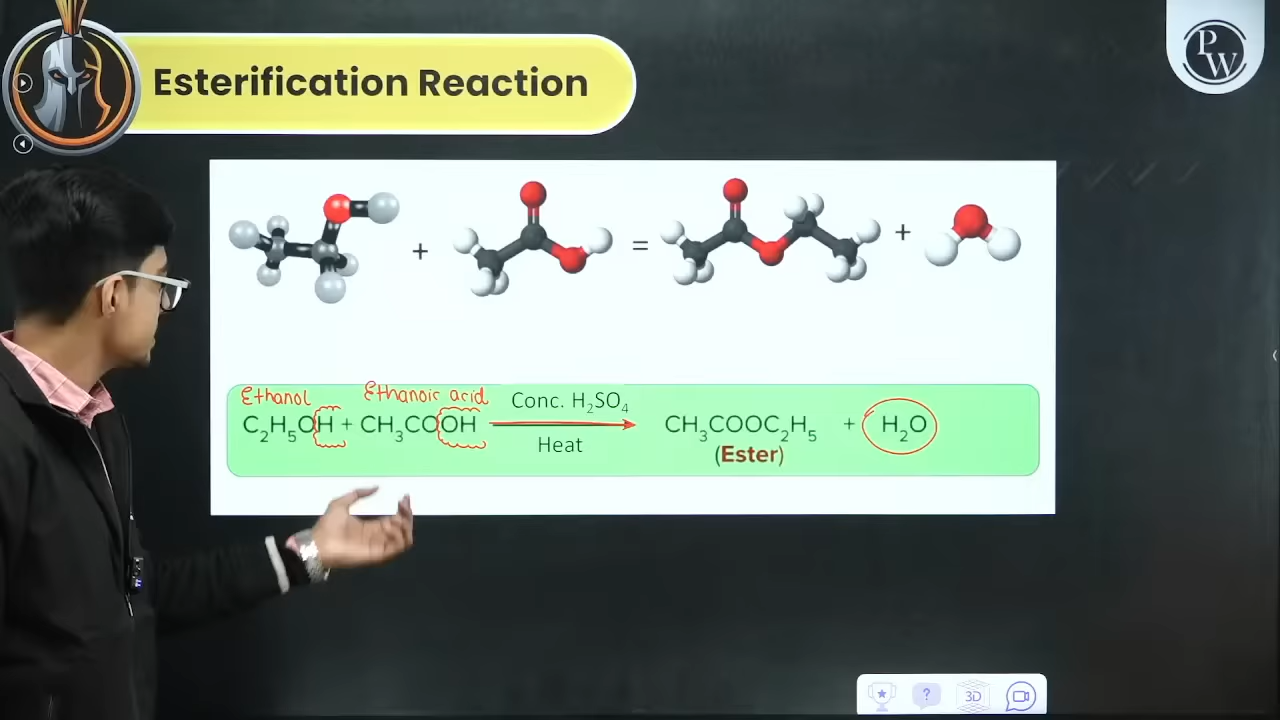 Esterification Reaction
PW
+ = +
Ethanol Ethanoic acid Conc. H₂SO₄
C₂H₅OH + CH₃COOH CH₃COOC₂H₅ + H₂O
Heat
(Ester)
?
3D